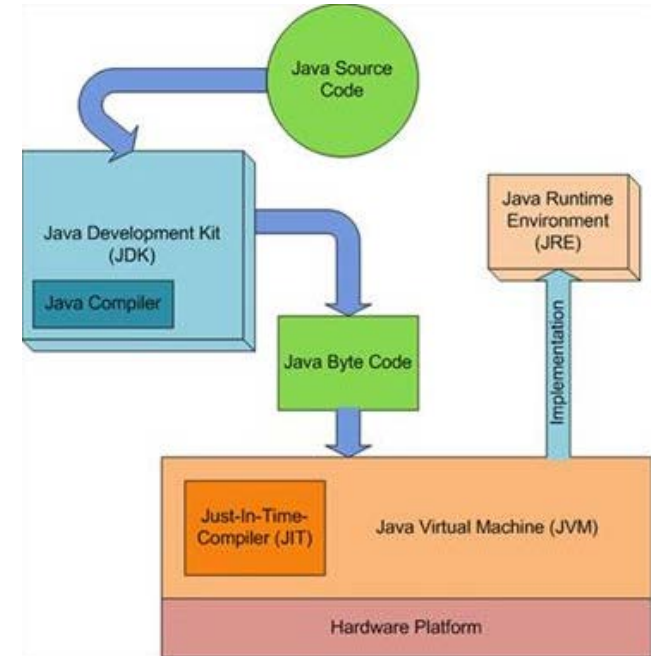 Java Source
Code
Java Development Kit
(JDK)
Java Compiler
Java Runtime
Environment
(JRE)
Java Byte Code
Implementation
Just-In-Time-
Compiler (JIT)
Java Virtual Machine (JVM)
Hardware Platform